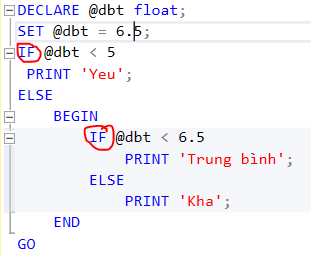 DECLARE @dbt float;
SET @dbt = 6.5;
IF @dbt < 5
PRINT 'Yeu';
ELSE
BEGIN
IF @dbt < 6.5
PRINT 'Trung bình';
ELSE
PRINT 'Kha';
END
GO